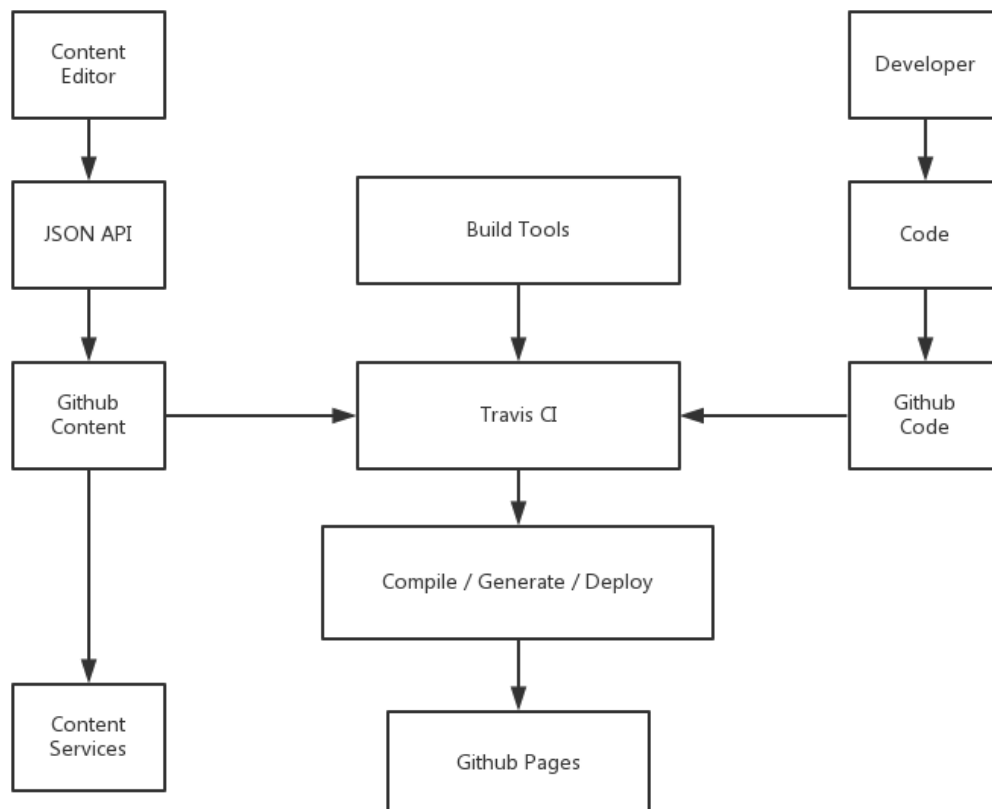 Content
Editor
Developer
JSON API
Build Tools
Code
Github
Content
Travis CI
Github
Code
Compile / Generate / Deploy
Content
Services
Github Pages